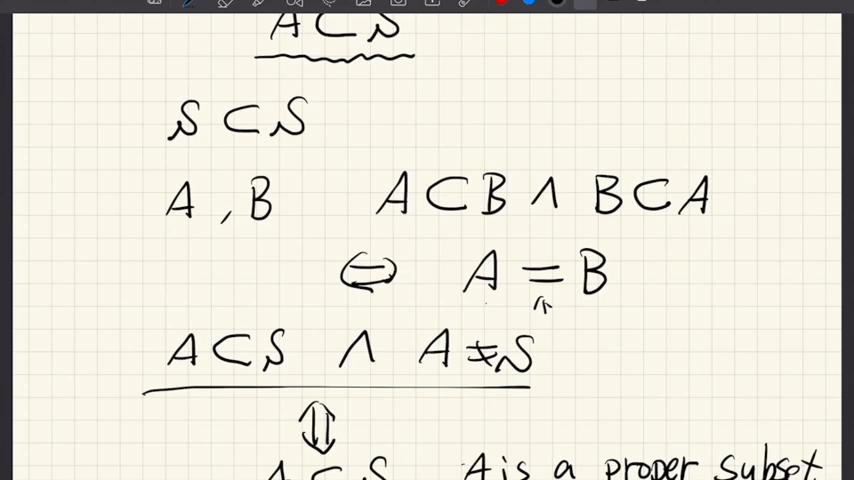 A ⊂ S
S ⊂ S
A , B A ⊂ B ∧ B ⊂ A
⇔ A = B
A ⊂ S ∧ A ≠ S
⇕
A ⊂ S A is a proper subset